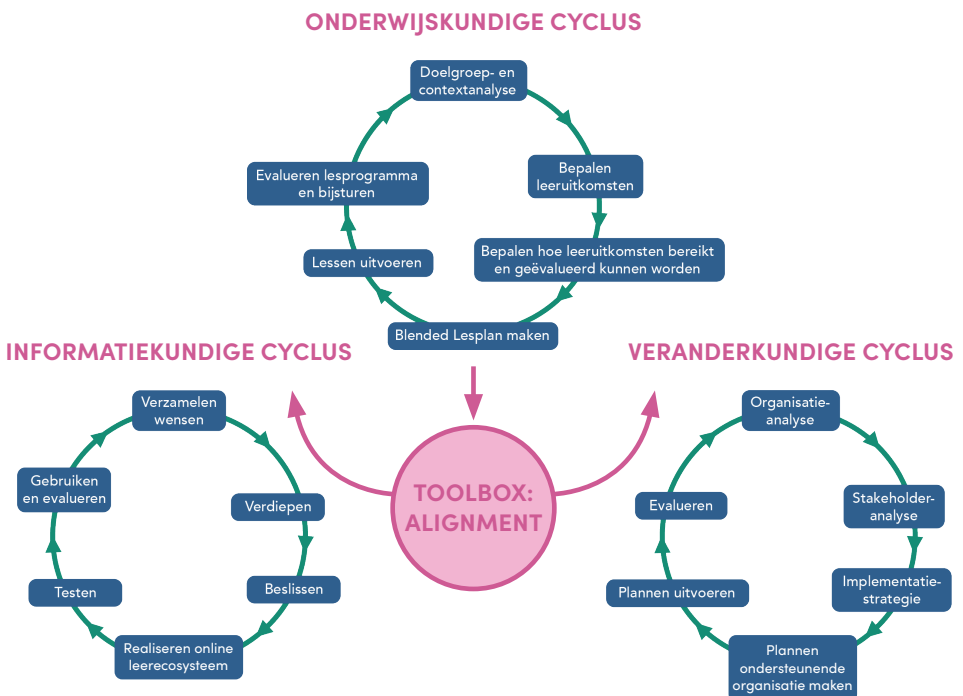 ONDERWIJSKUNDIGE CYCLUS
Doelgroep- en
contextanalyse
Bepalen
leeruitkomsten
Bepalen hoe leeruitkomsten bereikt
en geëvalueerd kunnen worden
Blended Lesplan maken
Lessen uitvoeren
Evalueren lesprogramma
en bijsturen
INFORMATIEKUNDIGE CYCLUS
Verzamelen
wensen
Verdiepen
Beslissen
Realiseren online
leerecosysteem
Testen
Gebruiken
en evalueren
TOOLBOX:
ALIGNMENT
VERANDERKUNDIGE CYCLUS
Organisatie-
analyse
Stakeholder-
analyse
Implementatie-
strategie
Plannen
ondersteunende
organisatie maken
Plannen uitvoeren
Evalueren